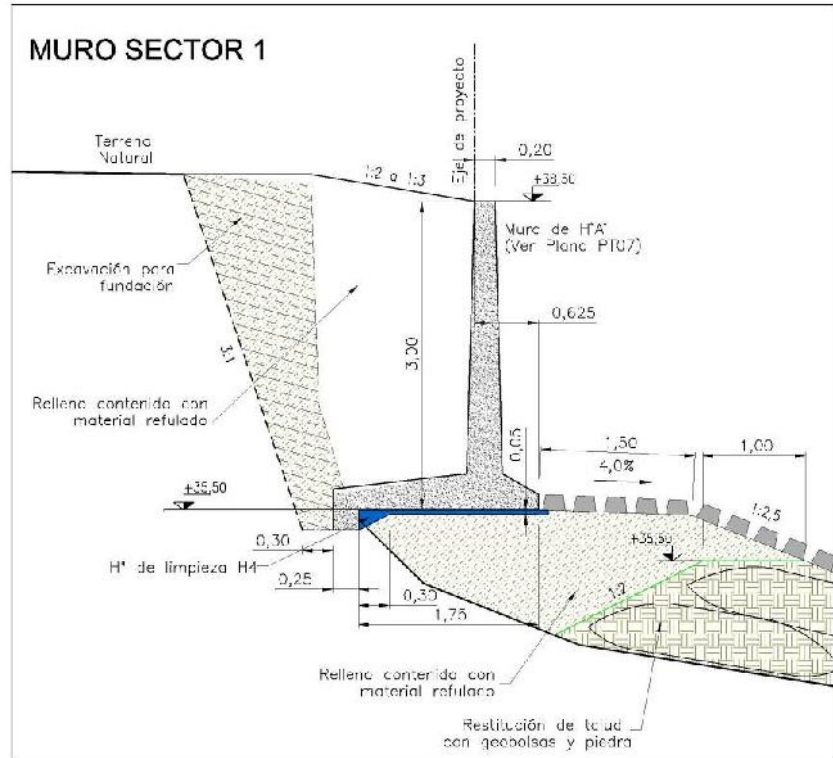 MURO SECTOR 1
Eje de proyecto
Terreno
Natural
1:2 a 1:3
0,20
+38,50
Muro de H°A°
(Ver Plano PT07)
Excavación para
fundación
0,625
3:1
3,00
Relleno contenido con
material refulado
0,05
1,50
4,0%
1,00
1:2,5
+35,50
+35,50
0,30
H° de limpieza H4
0,25
0,30
1,75
1:2
Relleno contenido con
material refulado
Restitución de talud
con geobolsas y piedra